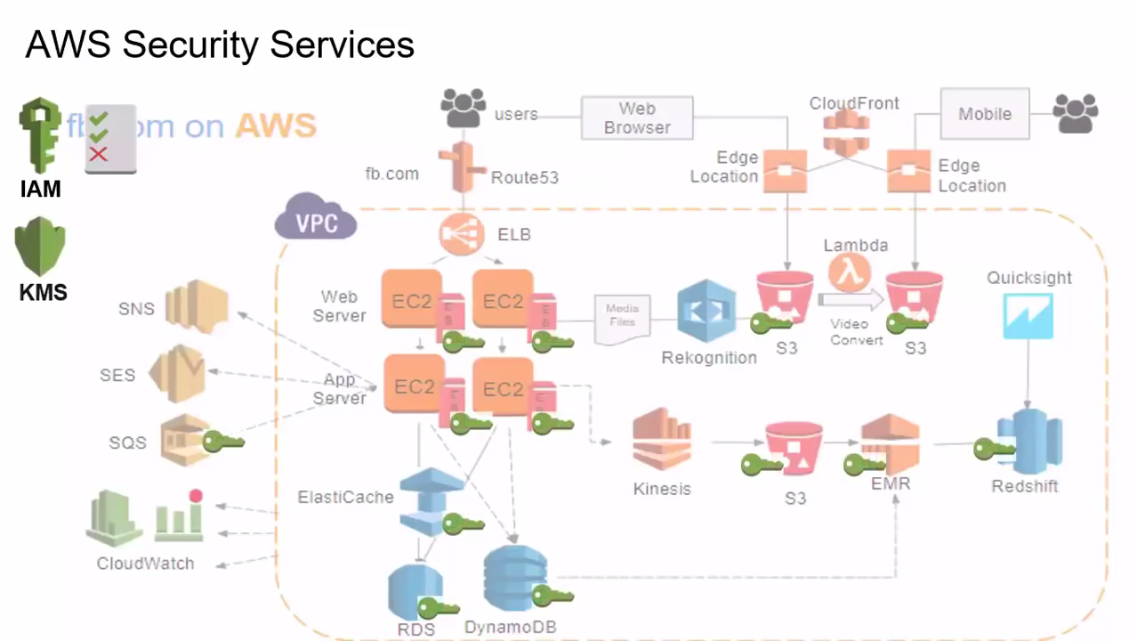 AWS Security Services
fb.com on AWS
IAM
KMS
users
Web
Browser
CloudFront
Mobile
fb.com
Route53
Edge
Location
Edge
Location
VPC
ELB
Lambda
Quicksight
SNS
Web
Server
EC2
EC2
Media
Files
Rekognition
S3
Video
Convert
S3
SES
App
Server
EC2
EC2
SQS
Kinesis
S3
EMR
Redshift
ElastiCache
CloudWatch
RDS
DynamoDB